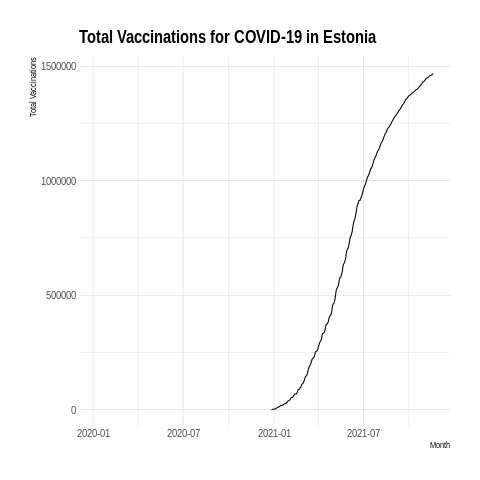 Total Vaccinations for COVID-19 in Estonia
Total Vaccinations
1500000
1000000
500000
0
2020-01 2020-07 2021-01 2021-07
Month